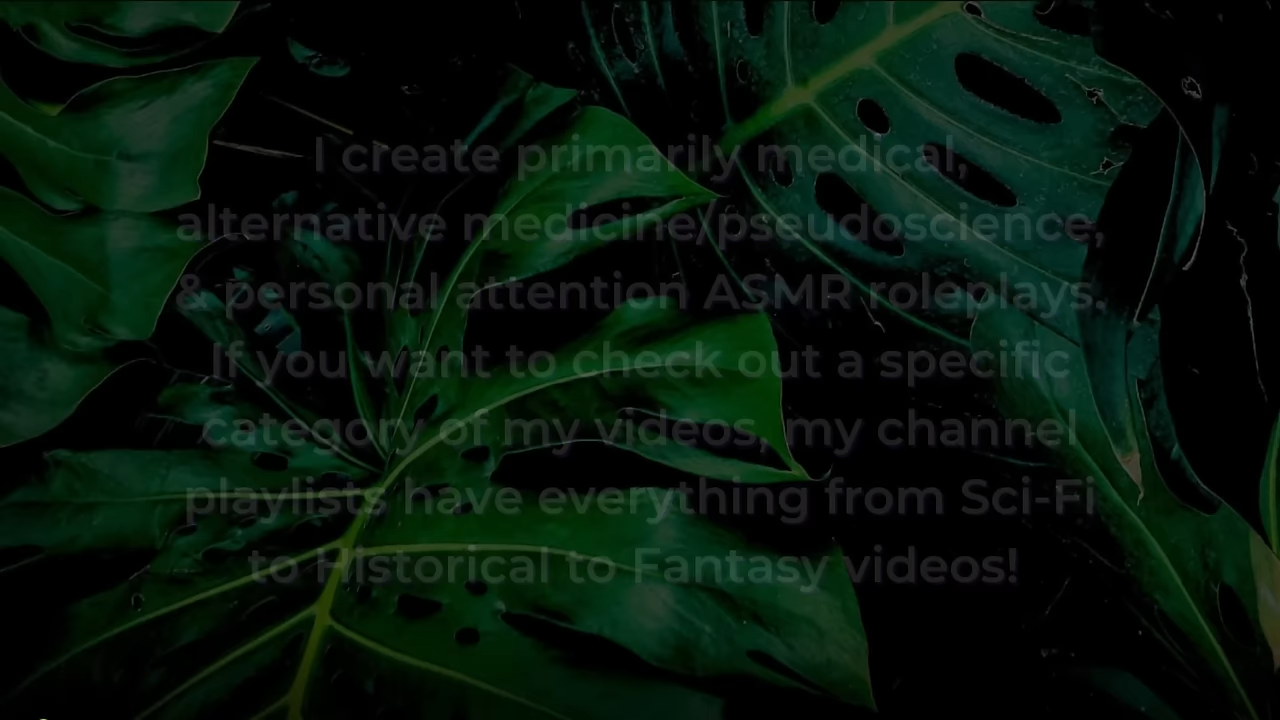 I create primarily medical,
alternative medicine/pseudoscience,
& personal attention ASMR roleplays.
If you want to check out a specific
category of my videos, my channel
playlists have everything from Sci-Fi
to Historical to Fantasy videos!